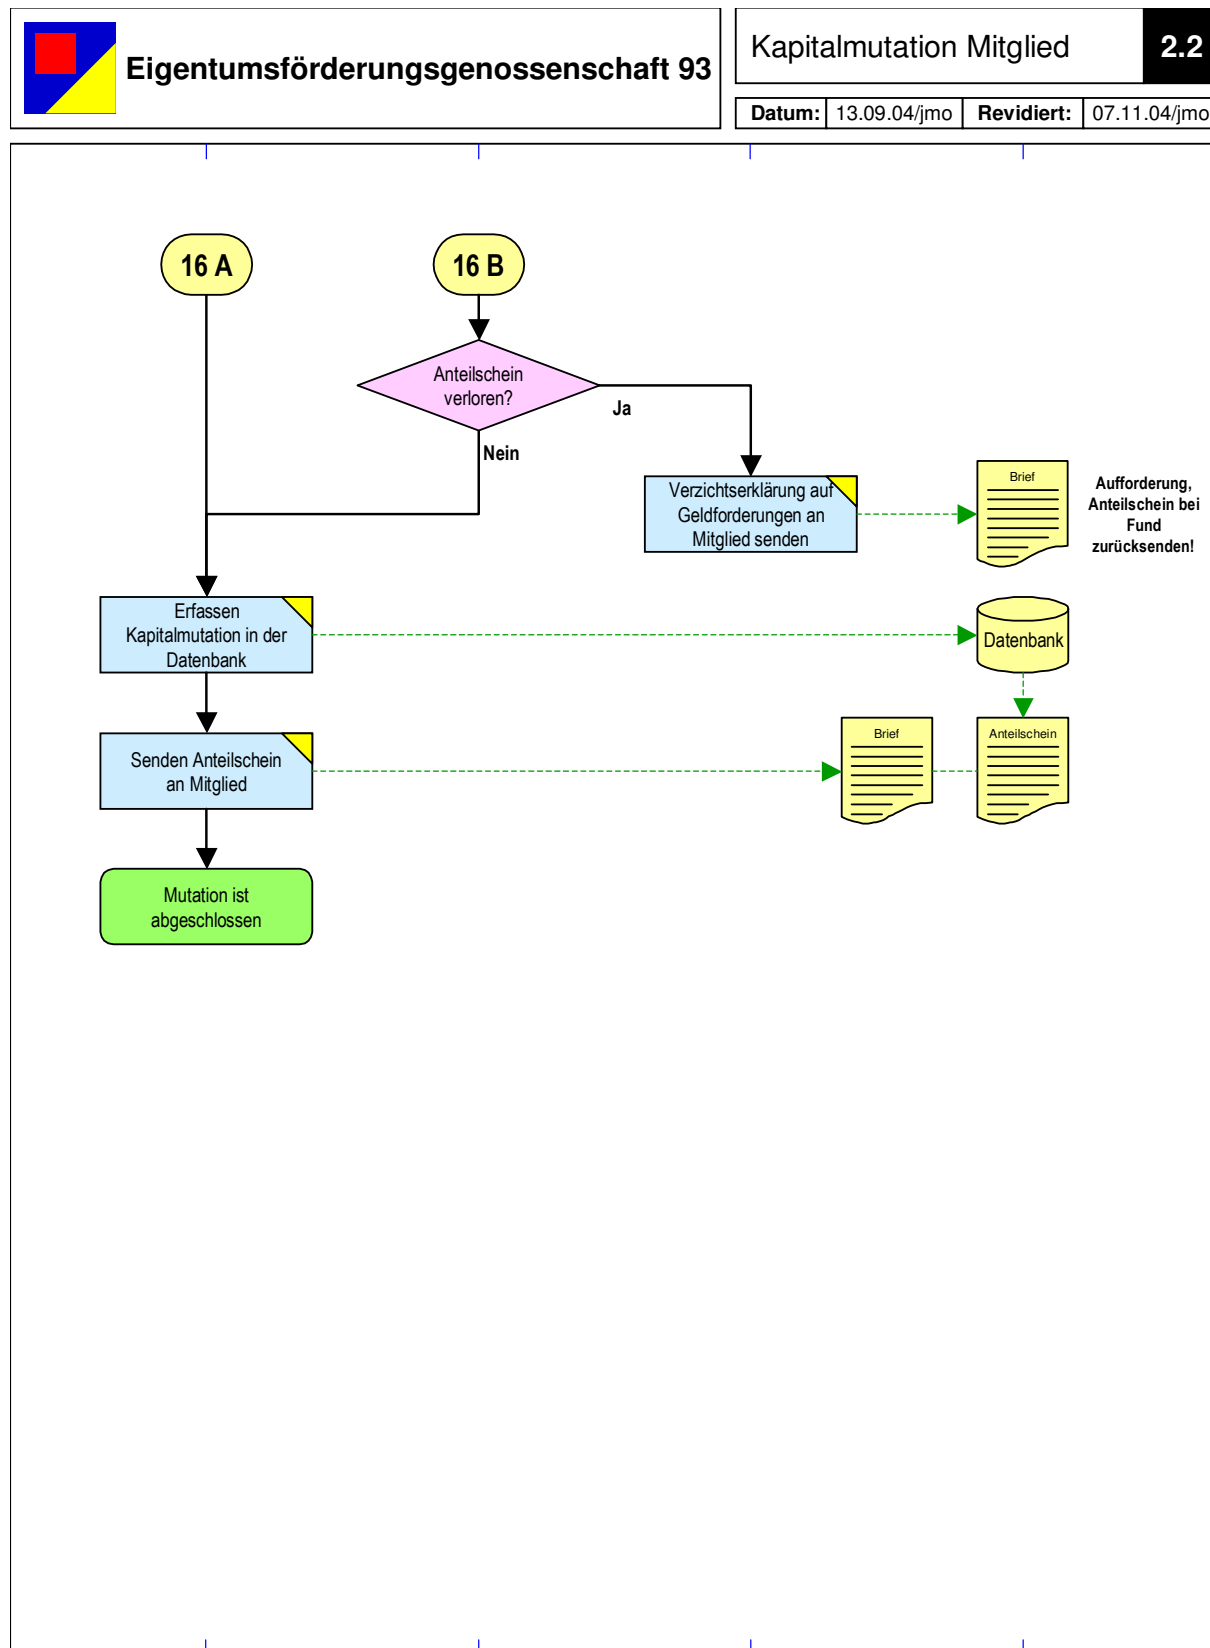 Eigentumsförderungsgenossenschaft 93
Kapitalmutation Mitglied
2.2
Datum: 13.09.04/jmo Revidiert: 07.11.04/jmo
16 A
16 B
Anteilschein
verloren?
Ja
Nein
Verzichtserklärung auf
Geldforderungen an
Mitglied senden
Brief
Aufforderung,
Anteilschein bei
Fund
zurücksenden!
Erfassen
Kapitalmutation in der
Datenbank
Datenbank
Senden Anteilschein
an Mitglied
Brief
Anteilschein
Mutation ist
abgeschlossen